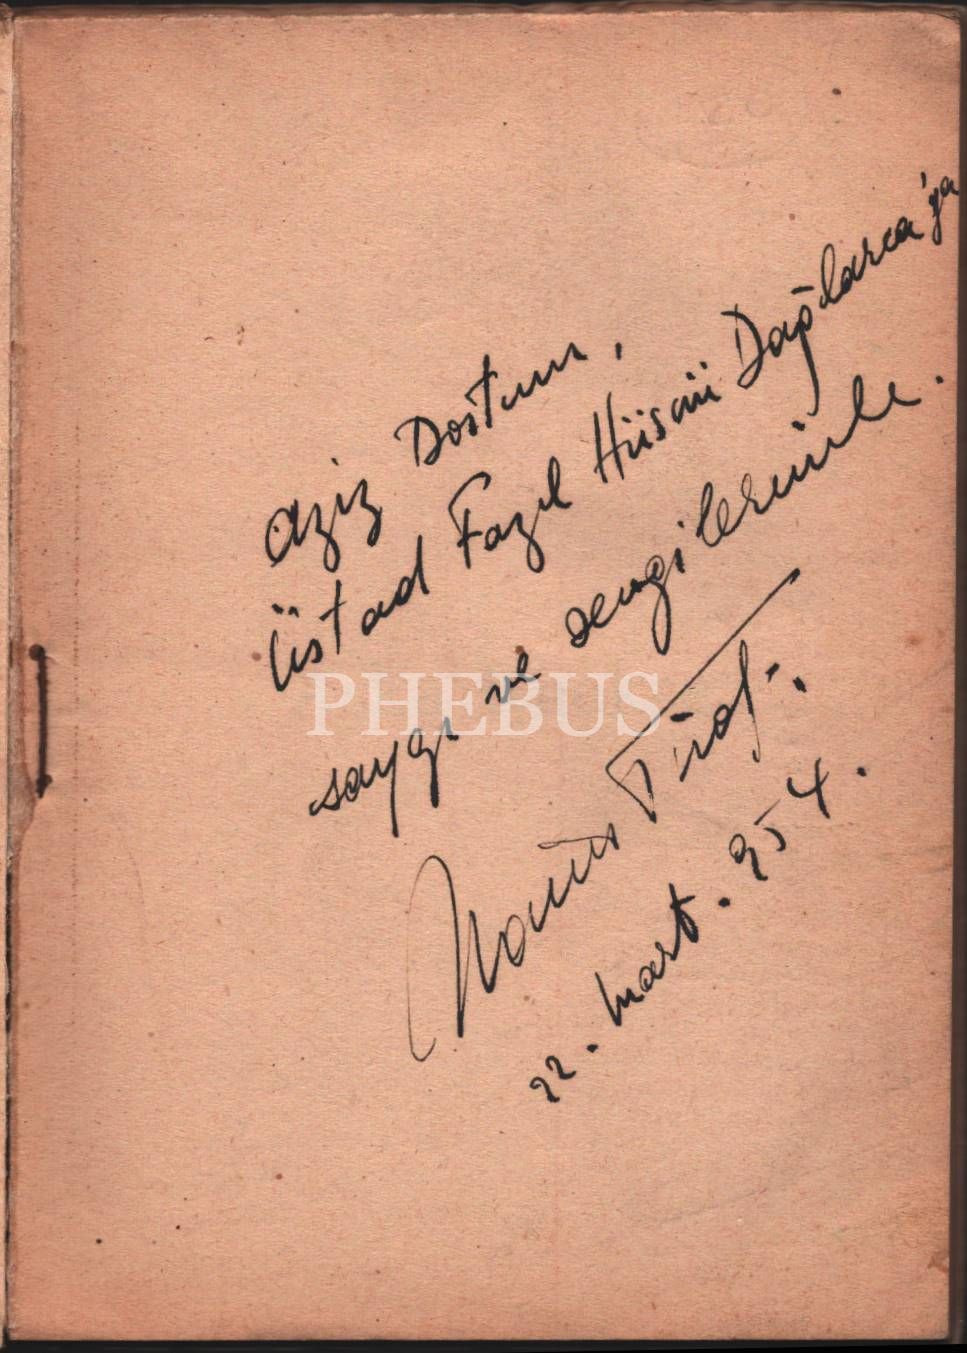 Aziz Dostum,
Üstad Fazıl Hüsnü Dağlarca'ya
saygı ve sevgilerimle.
PHEBUS
22. Mart. 954.